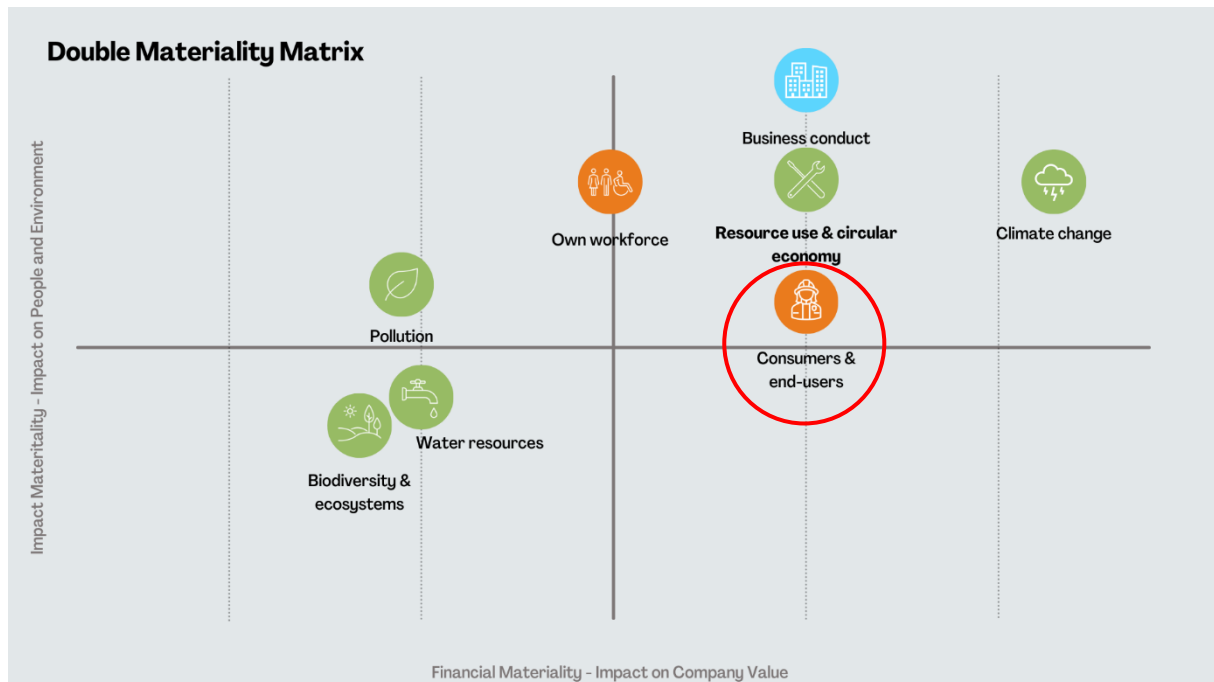 Double Materiality Matrix
Business conduct
Own workforce
Resource use & circular
economy
Climate change
Pollution
Consumers &
end-users
Water resources
Biodiversity &
ecosystems
Impact Materitality - Impact on People and Environment
Financial Materiality - Impact on Company Value